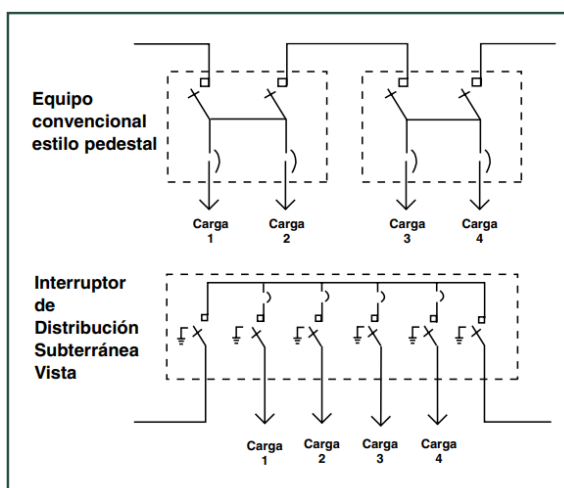 Equipo
convencional
estilo pedestal
Carga
1
Carga
2
Carga
3
Carga
4
Interruptor
de
Distribución
Subterránea
Vista
Carga
1
Carga
2
Carga
3
Carga
4